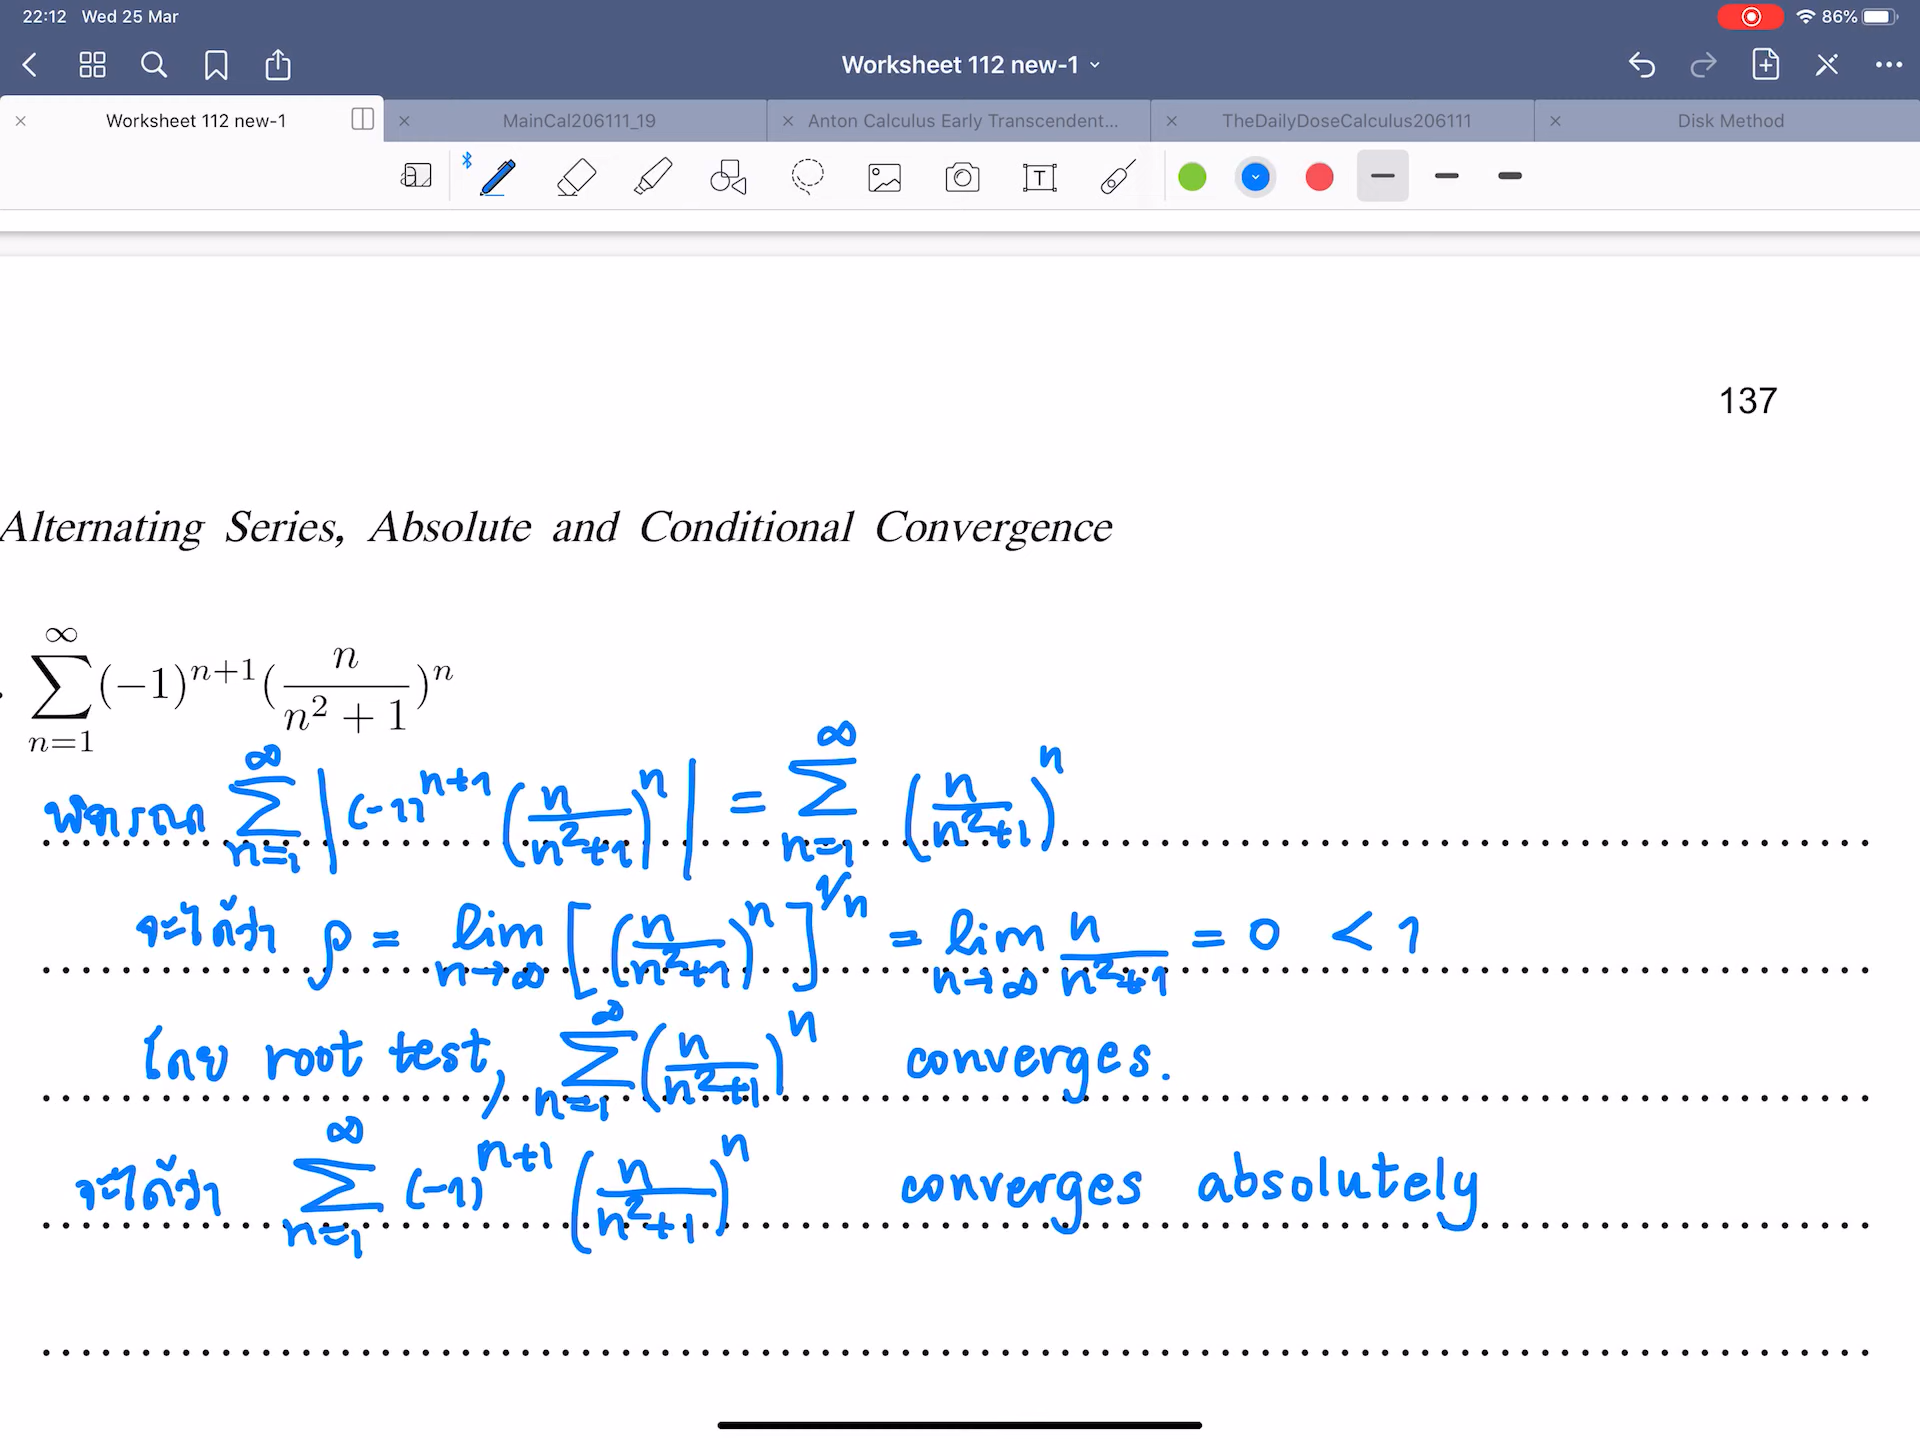 22:12 Wed 25 Mar 86%
Worksheet 112 new-1
Worksheet 112 new-1 MainCal206111_19 Anton Calculus Early Transcendent... TheDailyDoseCalculus206111 Disk Method
137
Alternating Series, Absolute and Conditional Convergence
. ∑_{n=1}^{∞} (−1)^{n+1} (n/(n²+1))^n
พิจารณา ∑_{n=1}^{∞} |(-1)^{n+1} (n/(n²+1))^n| = ∑_{n=1}^{∞} (n/(n²+1))^n
จะได้ว่า ρ = lim_{n→∞} [(n/(n²+1))^n]^{1/n} = lim_{n→∞} n/(n²+1) = 0 < 1
โดย root test, ∑_{n=1}^{∞} (n/(n²+1))^n converges.
จะได้ว่า ∑_{n=1}^{∞} (-1)^{n+1} (n/(n²+1))^n converges absolutely